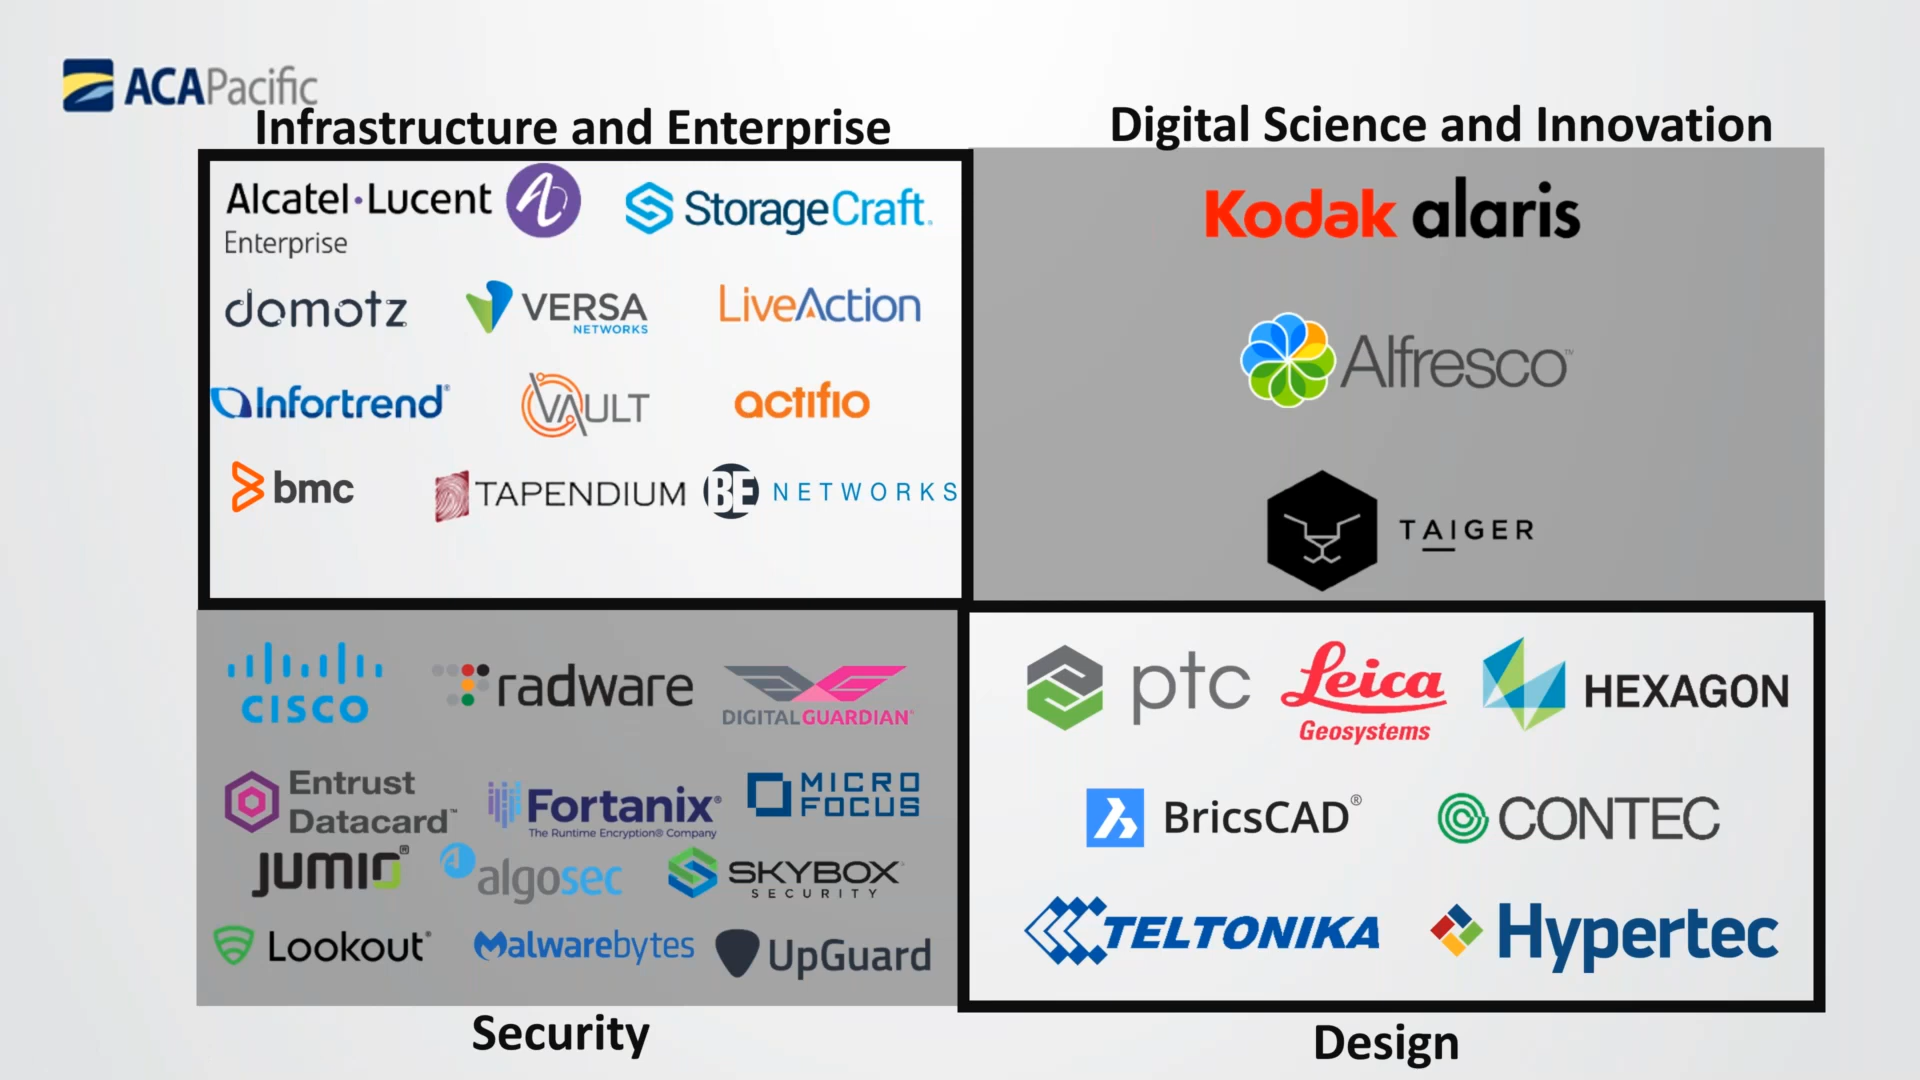 ACAPacific
Infrastructure and Enterprise
Digital Science and Innovation
Alcatel·Lucent
Enterprise
StorageCraft.
domotz
VERSA
NETWORKS
LiveAction
Infortrend®
VAULT
actifio
bmc
TAPENDIUM
BE NETWORKS
Kodak alaris
Alfresco™
TAIGER
CISCO
radware
DIGITALGUARDIAN®
Entrust
Datacard™
Fortanix®
The Runtime Encryption® Company
MICRO
FOCUS
JUMIO®
algosec
SKYBOX
SECURITY
Lookout®
Malwarebytes
UpGuard
ptc
Leica
Geosystems
HEXAGON
BricsCAD®
CONTEC
TELTONIKA
Hypertec
Security
Design